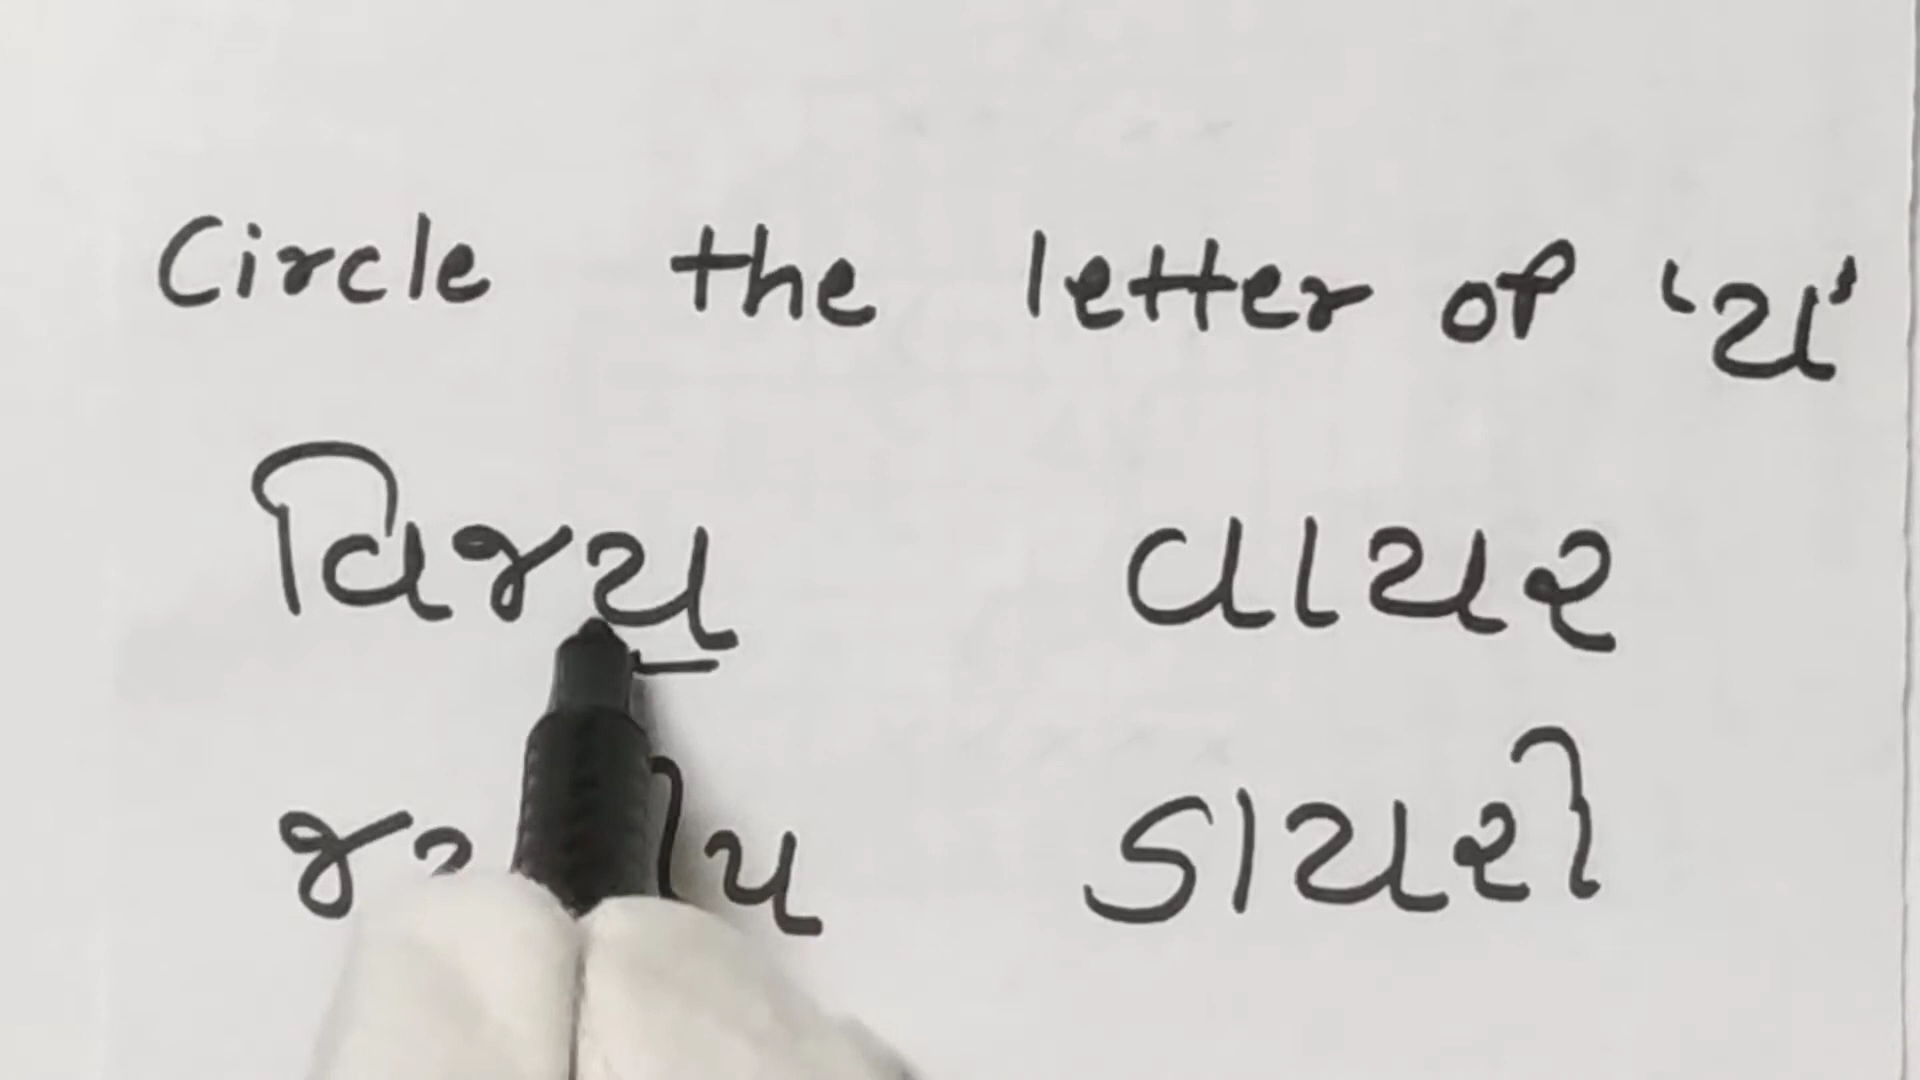 Circle the letter of 'ય'
વિજય વાયર
ડાયરો